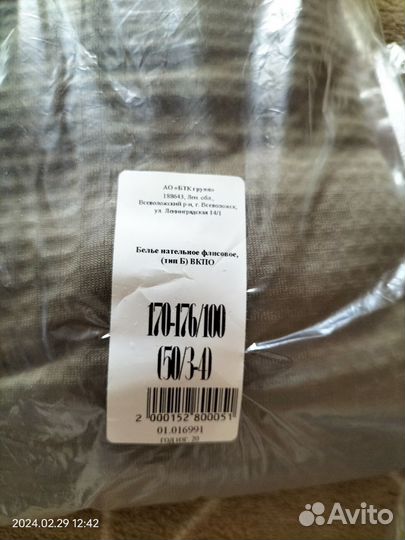 АО «БТК групп»
188643, Лен. обл.,
Всеволожский р-н, г. Всеволожск,
ул. Ленинградская 14/1
Белье нательное флисовое,
(тип Б) ВКПО
170-176/100
(50/3-4)
2 000152 800051
01.016991
год изг. 20
2024.02.29 12:42
Avito